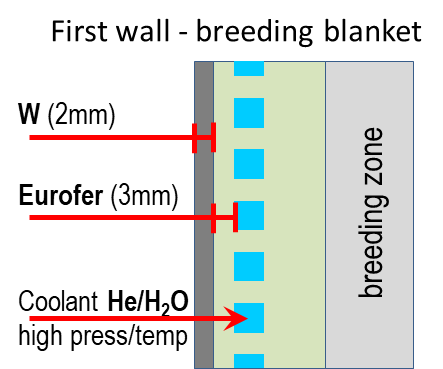 First wall - breeding blanket
W (2mm)
Eurofer (3mm)
Coolant He/H₂O
high press/temp
breeding zone